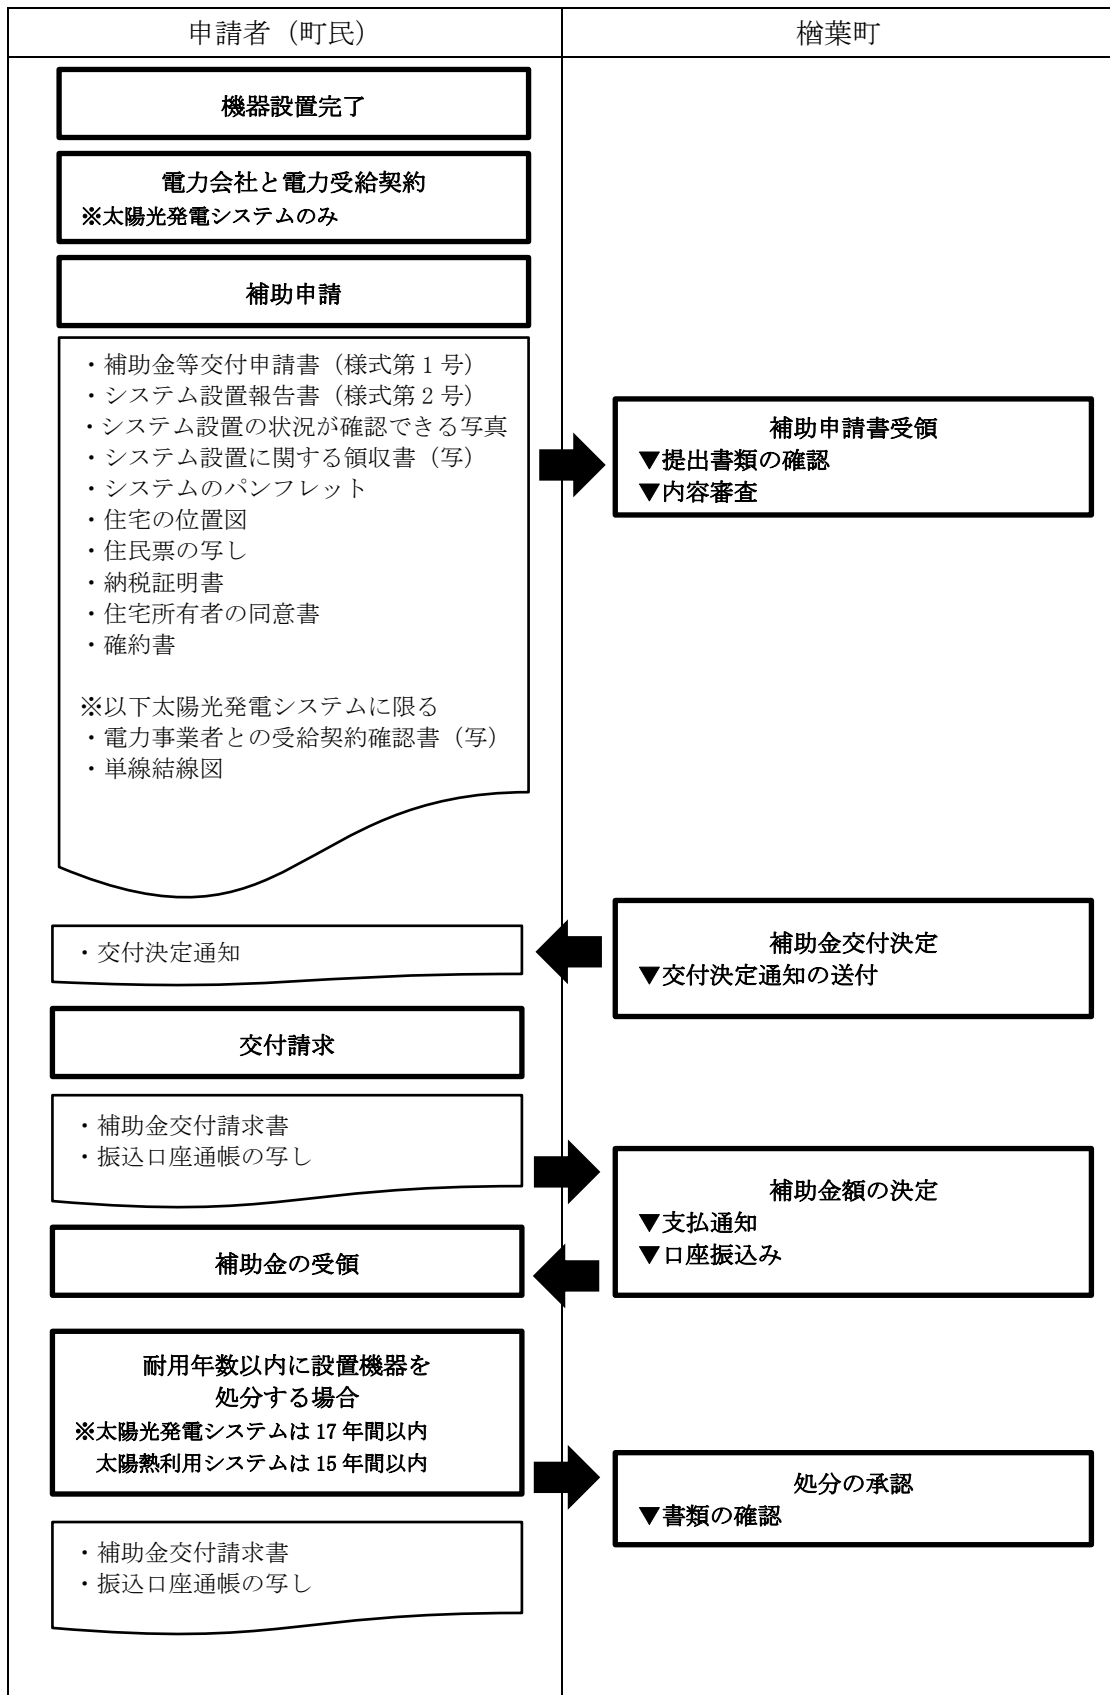 申請者（町民）
楢葉町
機器設置完了
電力会社と電力受給契約
※太陽光発電システムのみ
補助申請
・補助金等交付申請書（様式第１号）
・システム設置報告書（様式第２号）
・システム設置の状況が確認できる写真
・システム設置に関する領収書（写）
・システムのパンフレット
・住宅の位置図
・住民票の写し
・納税証明書
・住宅所有者の同意書
・確約書
※以下太陽光発電システムに限る
・電力事業者との受給契約確認書（写）
・単線結線図
補助申請書受領
▼提出書類の確認
▼内容審査
補助金交付決定
▼交付決定通知の送付
・交付決定通知
交付請求
・補助金交付請求書
・振込口座通帳の写し
補助金額の決定
▼支払通知
▼口座振込み
補助金の受領
耐用年数以内に設置機器を
処分する場合
※太陽光発電システムは 17 年間以内
太陽熱利用システムは 15 年間以内
処分の承認
▼書類の確認
・補助金交付請求書
・振込口座通帳の写し